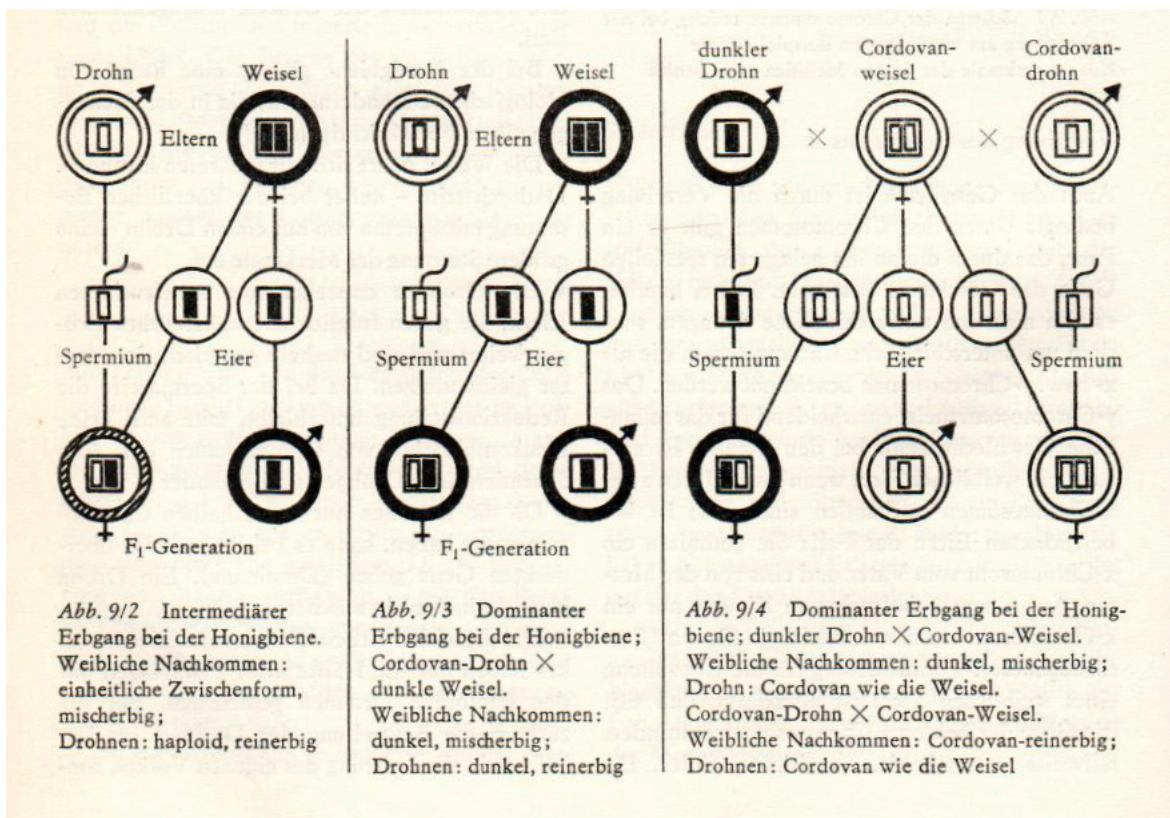 Drohn
Weisel
Eltern
Spermium
Eier
F₁-Generation
Abb. 9/2 Intermediärer
Erbgang bei der Honigbiene.
Weibliche Nachkommen:
einheitliche Zwischenform,
mischerbig;
Drohnen: haploid, reinerbig
Drohn
Weisel
Eltern
Spermium
Eier
F₁-Generation
Abb. 9/3 Dominanter
Erbgang bei der Honigbiene;
Cordovan-Drohn ×
dunkle Weisel.
Weibliche Nachkommen:
dunkel, mischerbig;
Drohnen: dunkel, reinerbig
dunkler
Drohn
Cordovan-
weisel
Cordovan-
drohn
×
×
Spermium
Eier
Spermium
Abb. 9/4 Dominanter Erbgang bei der Honig-
biene; dunkler Drohn × Cordovan-Weisel.
Weibliche Nachkommen: dunkel, mischerbig;
Drohn: Cordovan wie die Weisel.
Cordovan-Drohn × Cordovan-Weisel.
Weibliche Nachkommen: Cordovan-reinerbig;
Drohnen: Cordovan wie die Weisel